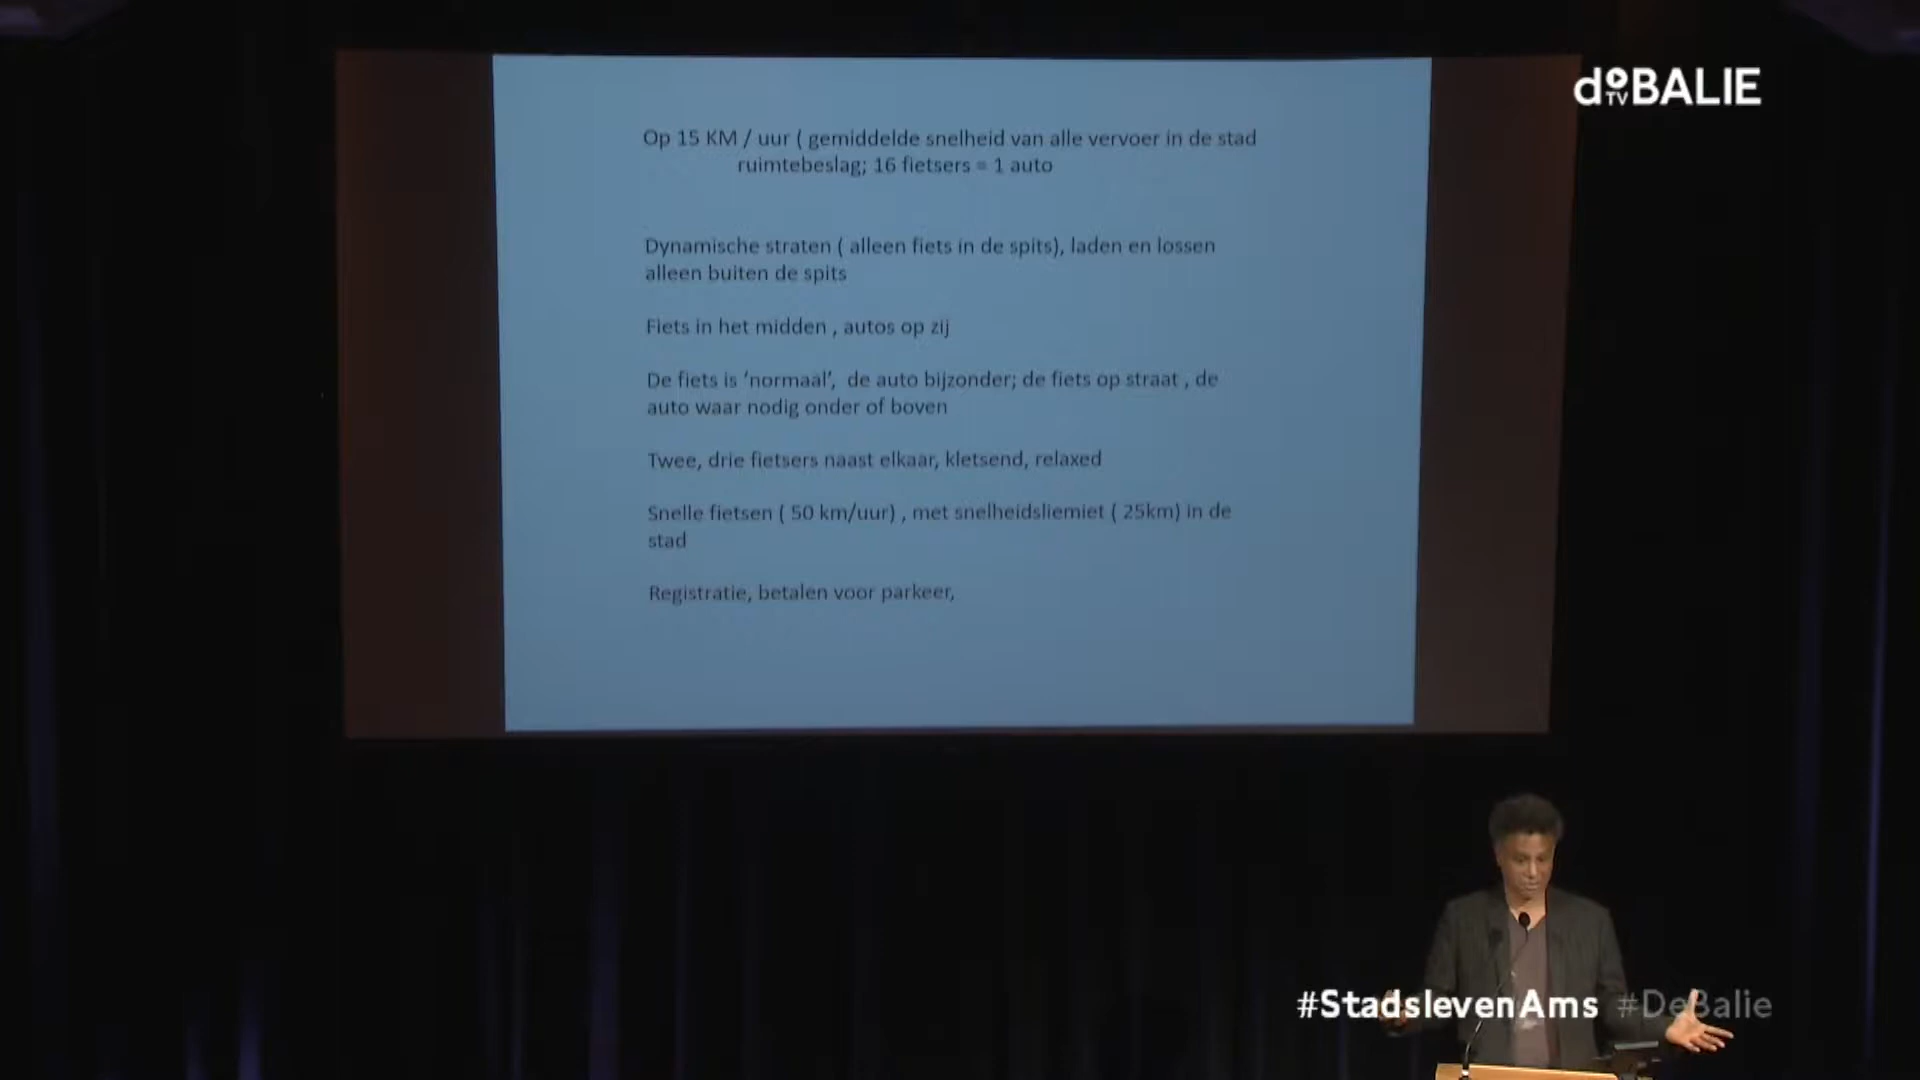 Op 15 KM / uur ( gemiddelde snelheid van alle vervoer in de stad
ruimtebeslag; 16 fietsers = 1 auto
Dynamische straten ( alleen fiets in de spits), laden en lossen
alleen buiten de spits
Fiets in het midden , autos op zij
De fiets is ‘normaal’, de auto bijzonder; de fiets op straat , de
auto waar nodig onder of boven
Twee, drie fietsers naast elkaar, kletsend, relaxed
Snelle fietsen ( 50 km/uur) , met snelheidsliemiet ( 25km) in de
stad
Registratie, betalen voor parkeer,
de BALIE
TV
#StadslevenAms #DeBalie